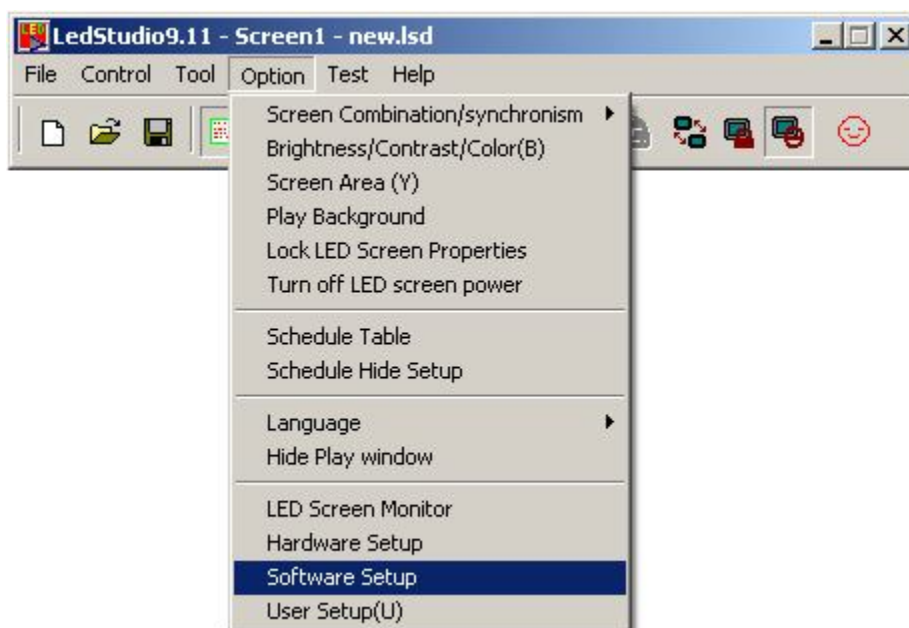 LED
LedStudio9.11 - Screen1 - new.lsd
File Control Tool Option Test Help
Screen Combination/synchronism
Brightness/Contrast/Color(B)
Screen Area (Y)
Play Background
Lock LED Screen Properties
Turn off LED screen power
Schedule Table
Schedule Hide Setup
Language
Hide Play window
LED Screen Monitor
Hardware Setup
Software Setup
User Setup(U)